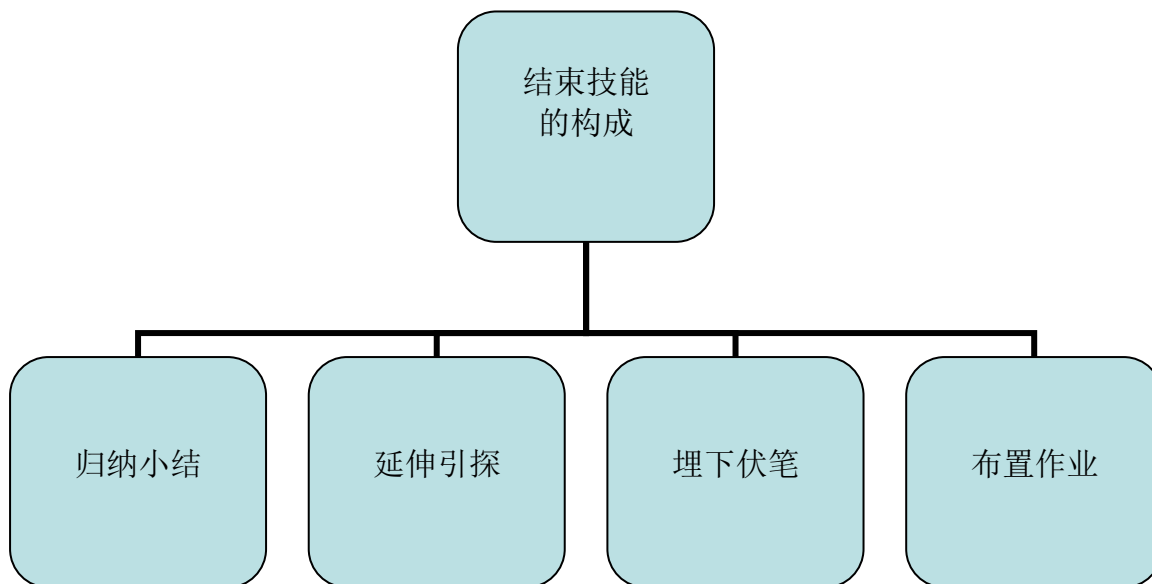 结束技能
的构成
归纳小结
延伸引探
埋下伏笔
布置作业